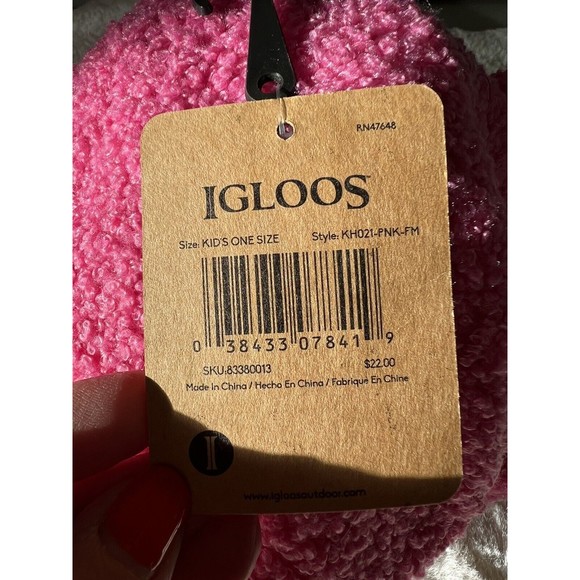 RN47648
IGLOOS
Size: KID'S ONE SIZE Style: KH021-PNK-FM
0 38433 07841 9
SKU:83380013 $22.00
Made In China / Hecho En China / Fabrique En Chine
I
www.igloosoutdoor.com